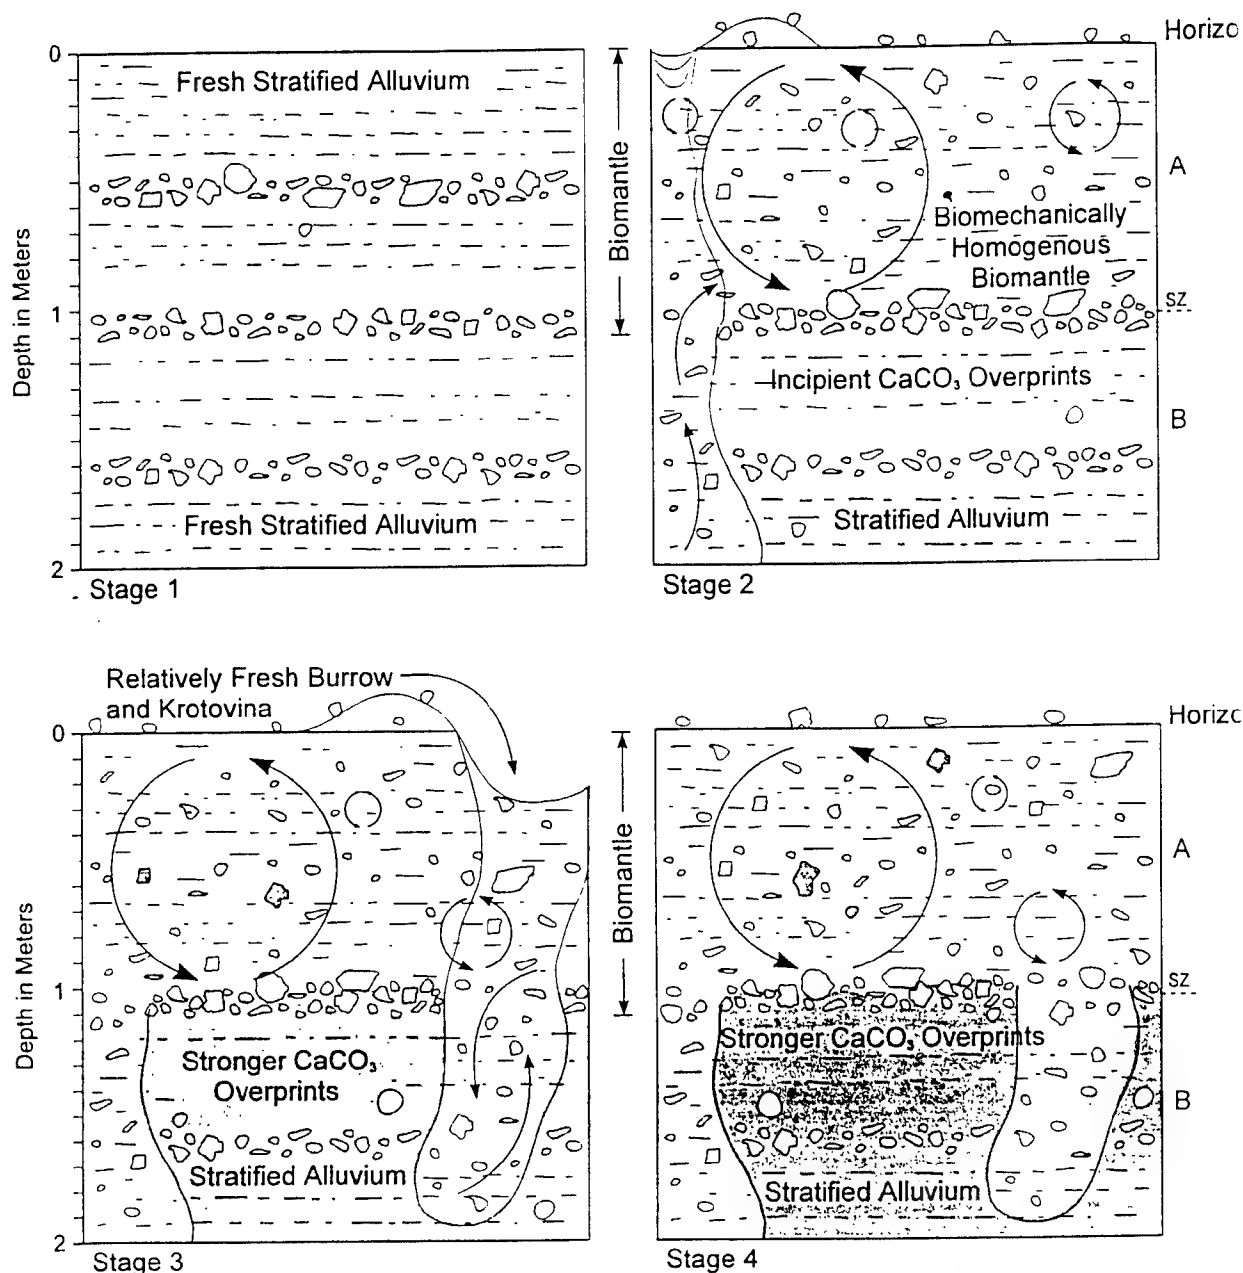 0
Fresh Stratified Alluvium
1
Fresh Stratified Alluvium
2
Stage 1
Depth in Meters
Biomantle
Horizo
A
Biomechanically
Homogenous
Biomantle
sz
Incipient CaCO₃ Overprints
B
Stratified Alluvium
Stage 2
Relatively Fresh Burrow
and Krotovina
0
1
Stronger CaCO₃
Overprints
Stratified Alluvium
2
Stage 3
Depth in Meters
Biomantle
Horizo
A
sz
Stronger CaCO₃ Overprints
B
Stratified Alluvium
Stage 4